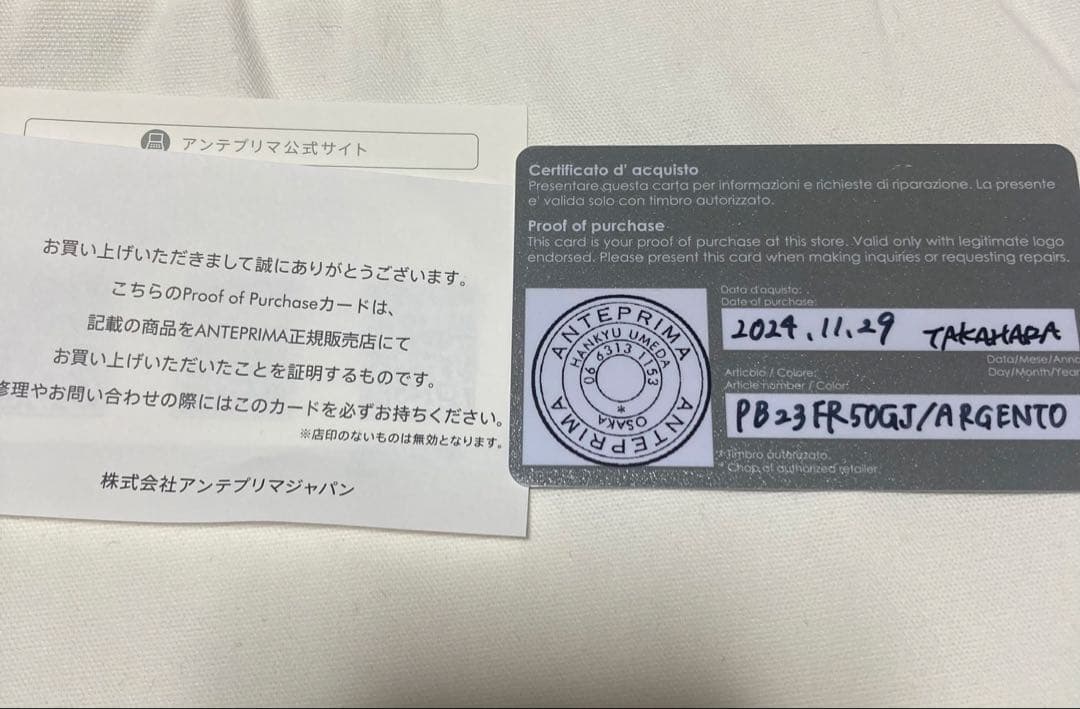 アンテプリマ公式サイト
お買い上げいただきまして誠にありがとうございます。
こちらのProof of Purchaseカードは、
記載の商品をANTEPRIMA正規販売店にて
お買い上げいただいたことを証明するものです。
修理やお問い合わせの際にはこのカードを必ずお持ちください。
※店印のないものは無効となります。
株式会社アンテプリマジャパン
Certificato d' acquisto
Presentare questa carta per informazioni e richieste di riparazione. La presente
e' valida solo con timbro autorizzato.
Proof of purchase
This card is your proof of purchase at this store. Valid only with legitimate logo
endorsed. Please present this card when making inquiries or requesting repairs.
ANTEPRIMA
HANKYU UMEDA
06 6313 1153
* OSAKA
ANTEPRIMA
Data d'aquisto:
Date of purchase:
2024.11.29 TAKAHARA
Data/Mese/Anno
Day/Month/Year
Articolo / Colore:
Article number / Color:
PB23FR50GJ/ARGENTO
* Timbro autorizzato.
* Chop of authorized retailer